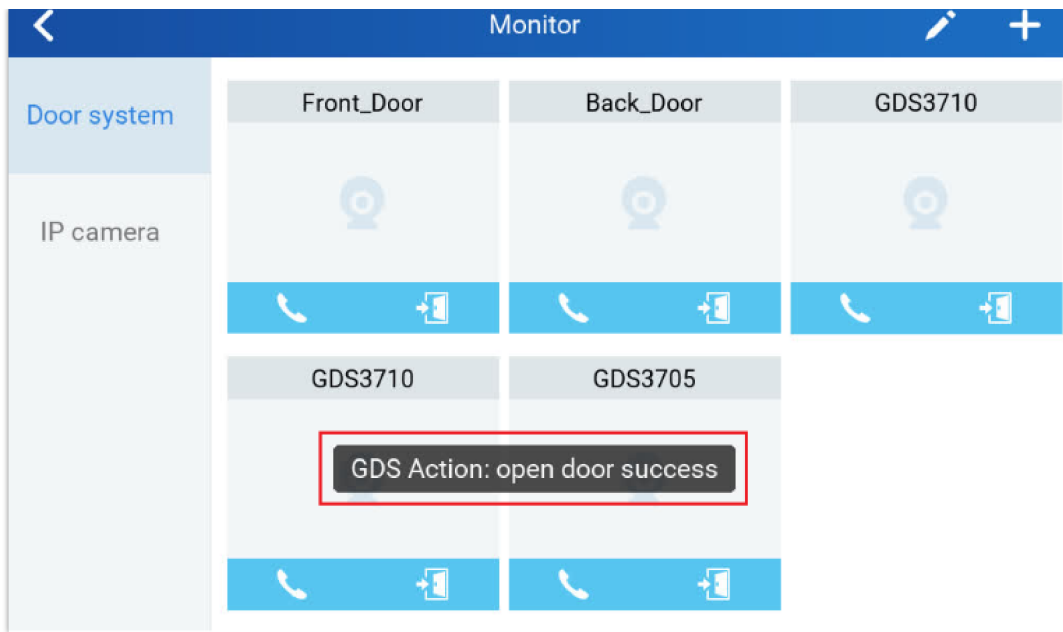 Monitor
Door system
IP camera
Front_Door
Back_Door
GDS3710
GDS3710
GDS3705
GDS Action: open door success